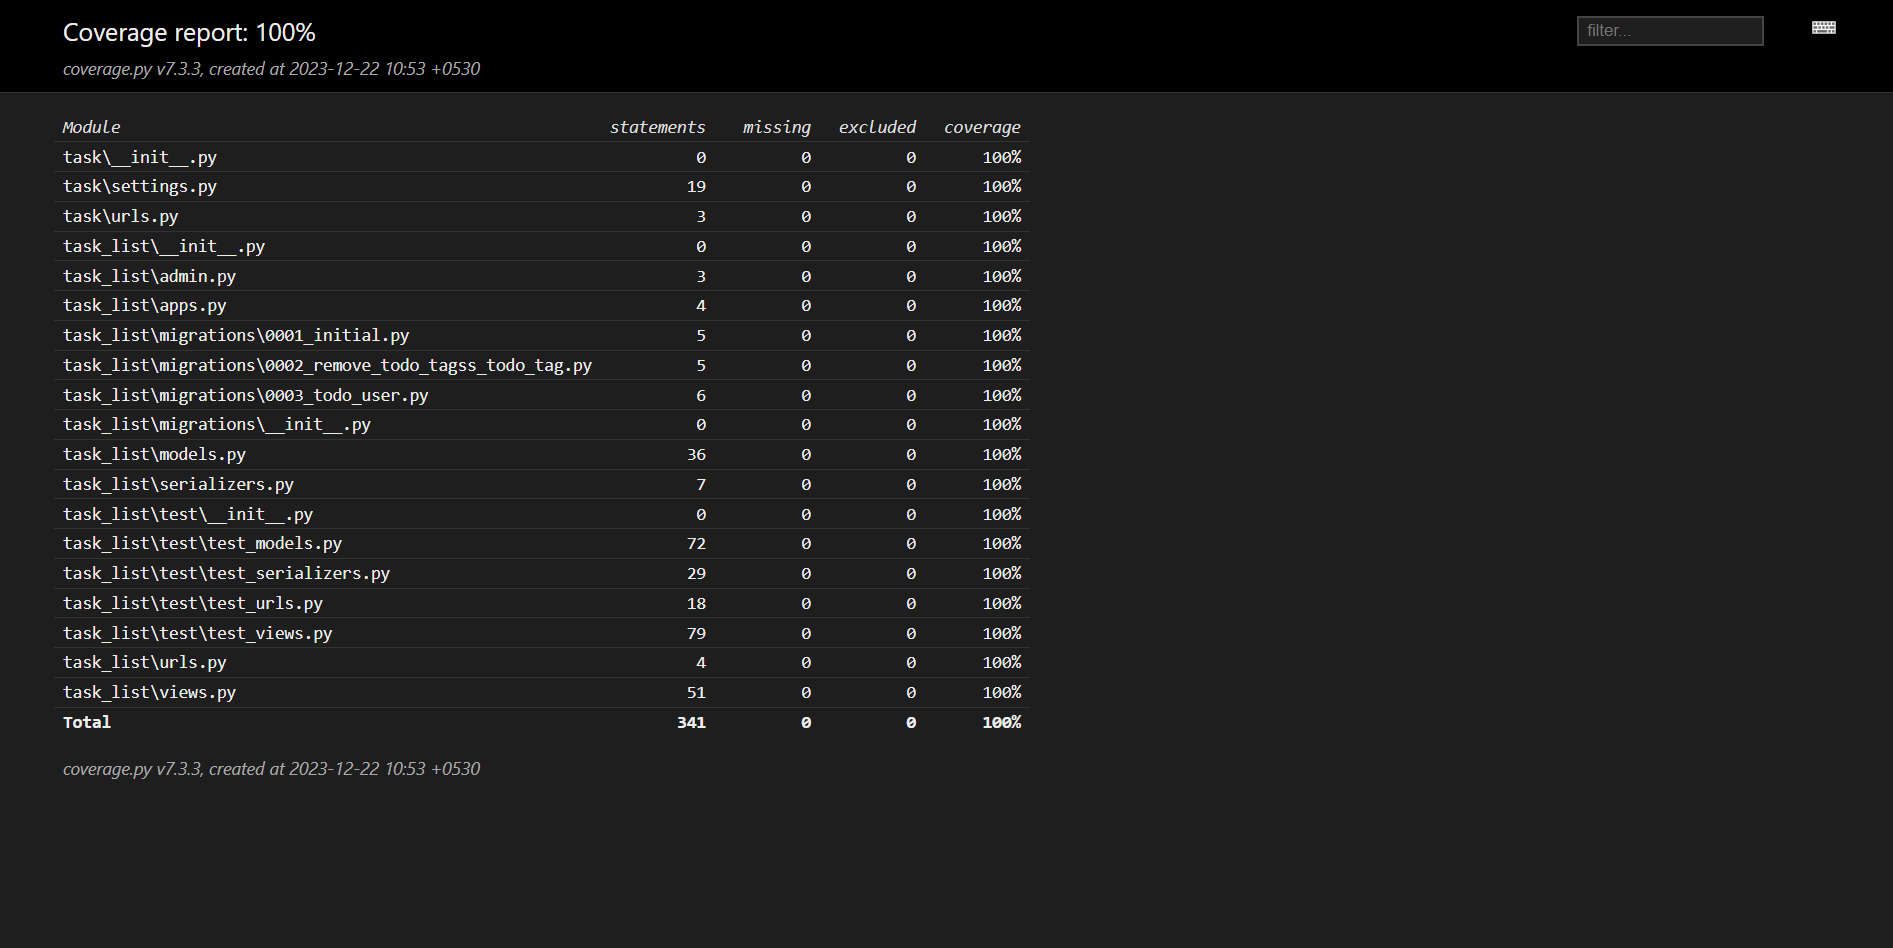 Coverage report: 100%
filter...
coverage.py v7.3.3, created at 2023-12-22 10:53 +0530
Module statements missing excluded coverage
task\__init__.py 0 0 0 100%
task\settings.py 19 0 0 100%
task\urls.py 3 0 0 100%
task_list\__init__.py 0 0 0 100%
task_list\admin.py 3 0 0 100%
task_list\apps.py 4 0 0 100%
task_list\migrations\0001_initial.py 5 0 0 100%
task_list\migrations\0002_remove_todo_tagss_todo_tag.py 5 0 0 100%
task_list\migrations\0003_todo_user.py 6 0 0 100%
task_list\migrations\__init__.py 0 0 0 100%
task_list\models.py 36 0 0 100%
task_list\serializers.py 7 0 0 100%
task_list\test\__init__.py 0 0 0 100%
task_list\test\test_models.py 72 0 0 100%
task_list\test\test_serializers.py 29 0 0 100%
task_list\test\test_urls.py 18 0 0 100%
task_list\test\test_views.py 79 0 0 100%
task_list\urls.py 4 0 0 100%
task_list\views.py 51 0 0 100%
Total 341 0 0 100%
coverage.py v7.3.3, created at 2023-12-22 10:53 +0530